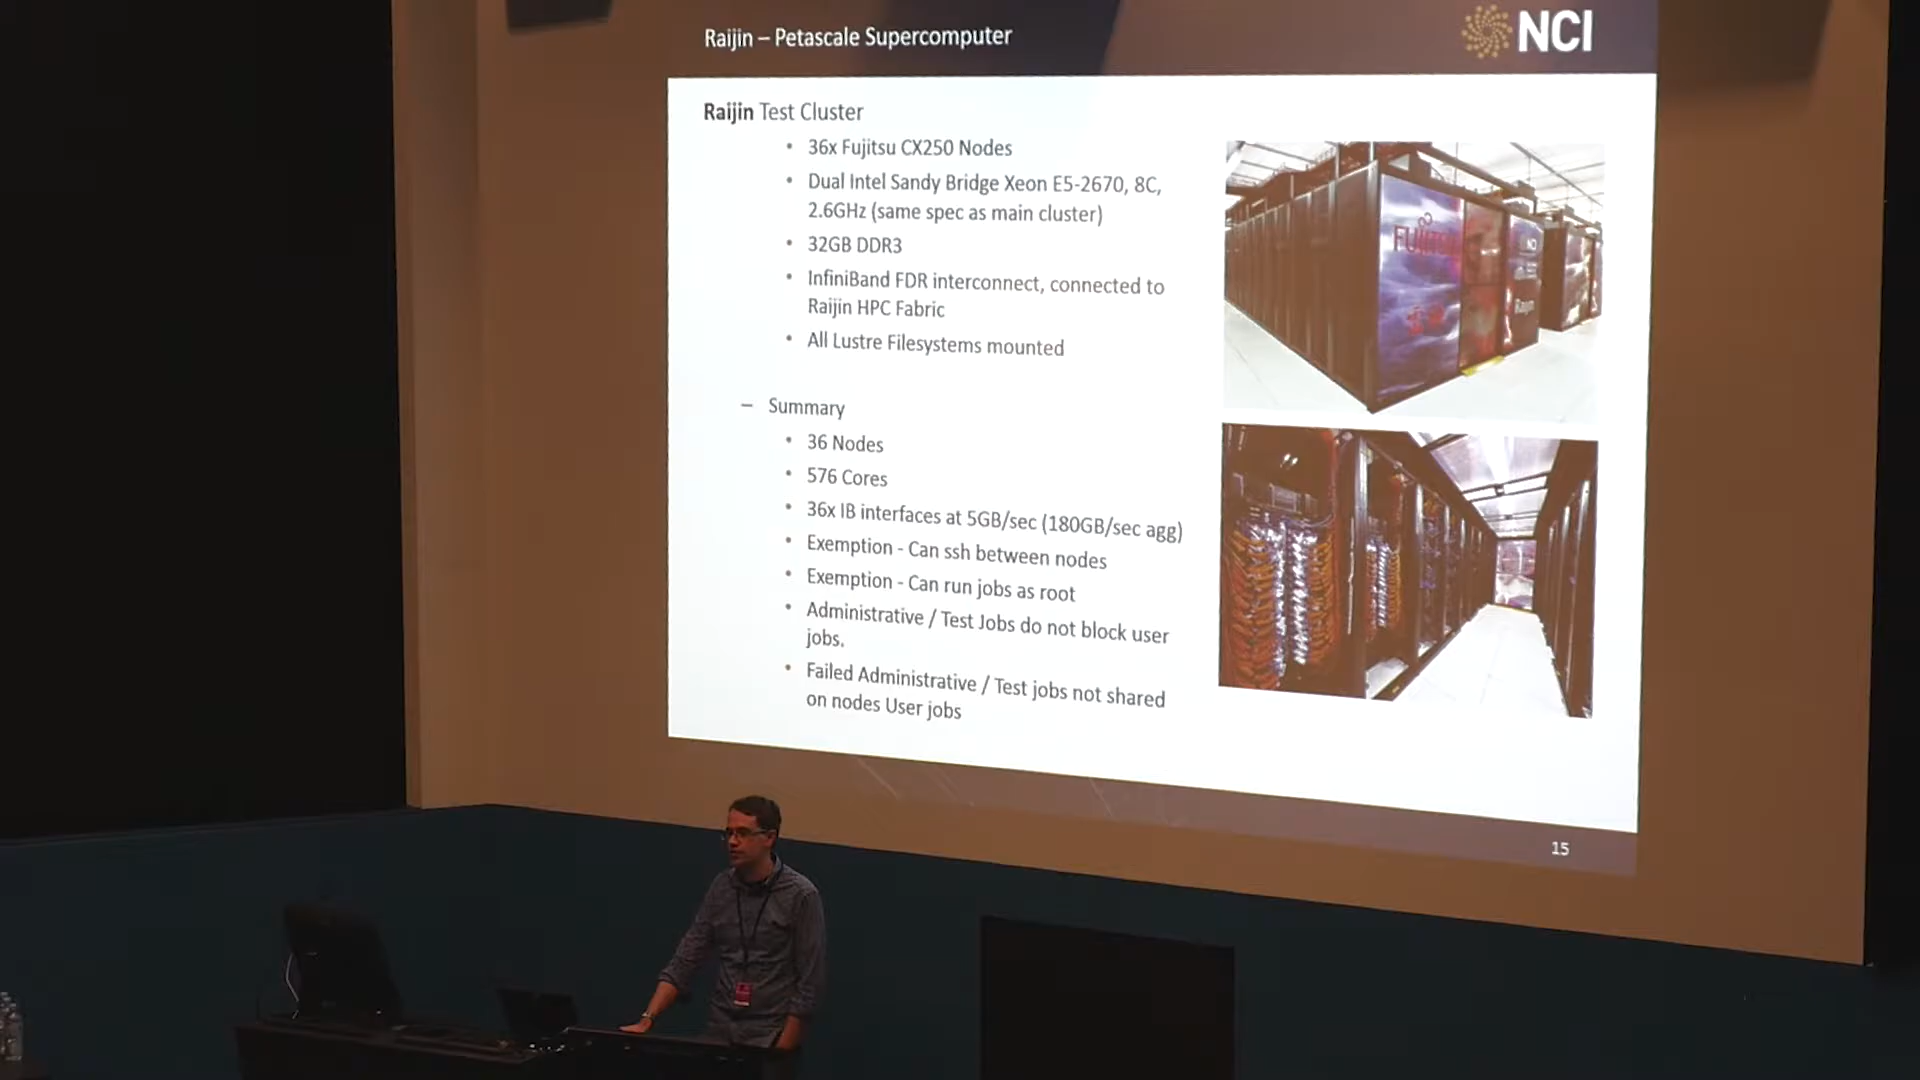 Raijin – Petascale Supercomputer
NCI
Raijin Test Cluster
• 36x Fujitsu CX250 Nodes
• Dual Intel Sandy Bridge Xeon E5-2670, 8C,
2.6GHz (same spec as main cluster)
• 32GB DDR3
• InfiniBand FDR interconnect, connected to
Raijin HPC Fabric
• All Lustre Filesystems mounted
– Summary
• 36 Nodes
• 576 Cores
• 36x IB interfaces at 5GB/sec (180GB/sec agg)
• Exemption - Can ssh between nodes
• Exemption - Can run jobs as root
• Administrative / Test Jobs do not block user
jobs.
• Failed Administrative / Test jobs not shared
on nodes User jobs
FUJITSU
Raijin
15